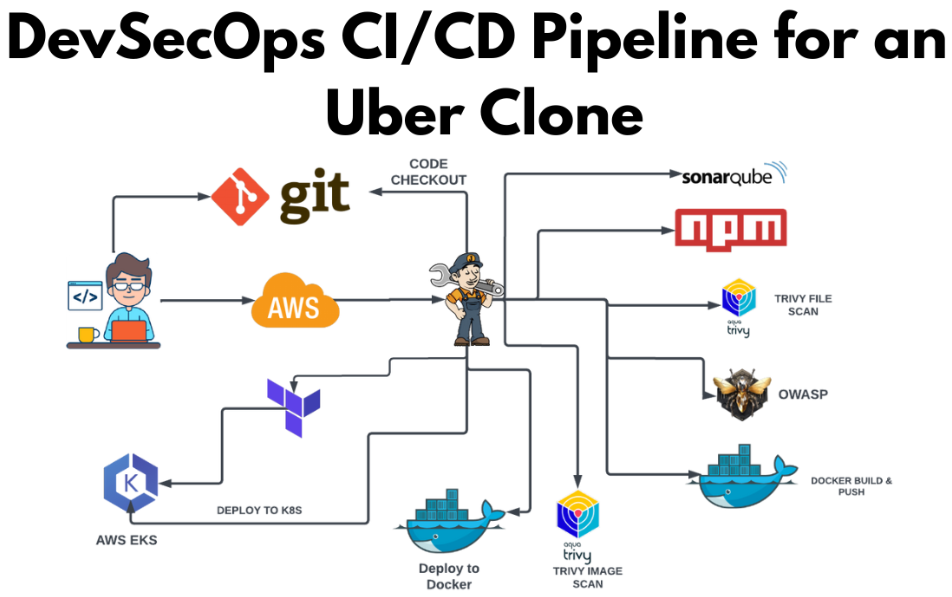 DevSecOps CI/CD Pipeline for an
Uber Clone
CODE
CHECKOUT
git
sonarqube
npm
</>
AWS
aqua
trivy
TRIVY FILE
SCAN
OWASP
K
DEPLOY TO K8S
AWS EKS
DOCKER BUILD &
PUSH
Deploy to
Docker
aqua
trivy
TRIVY IMAGE
SCAN